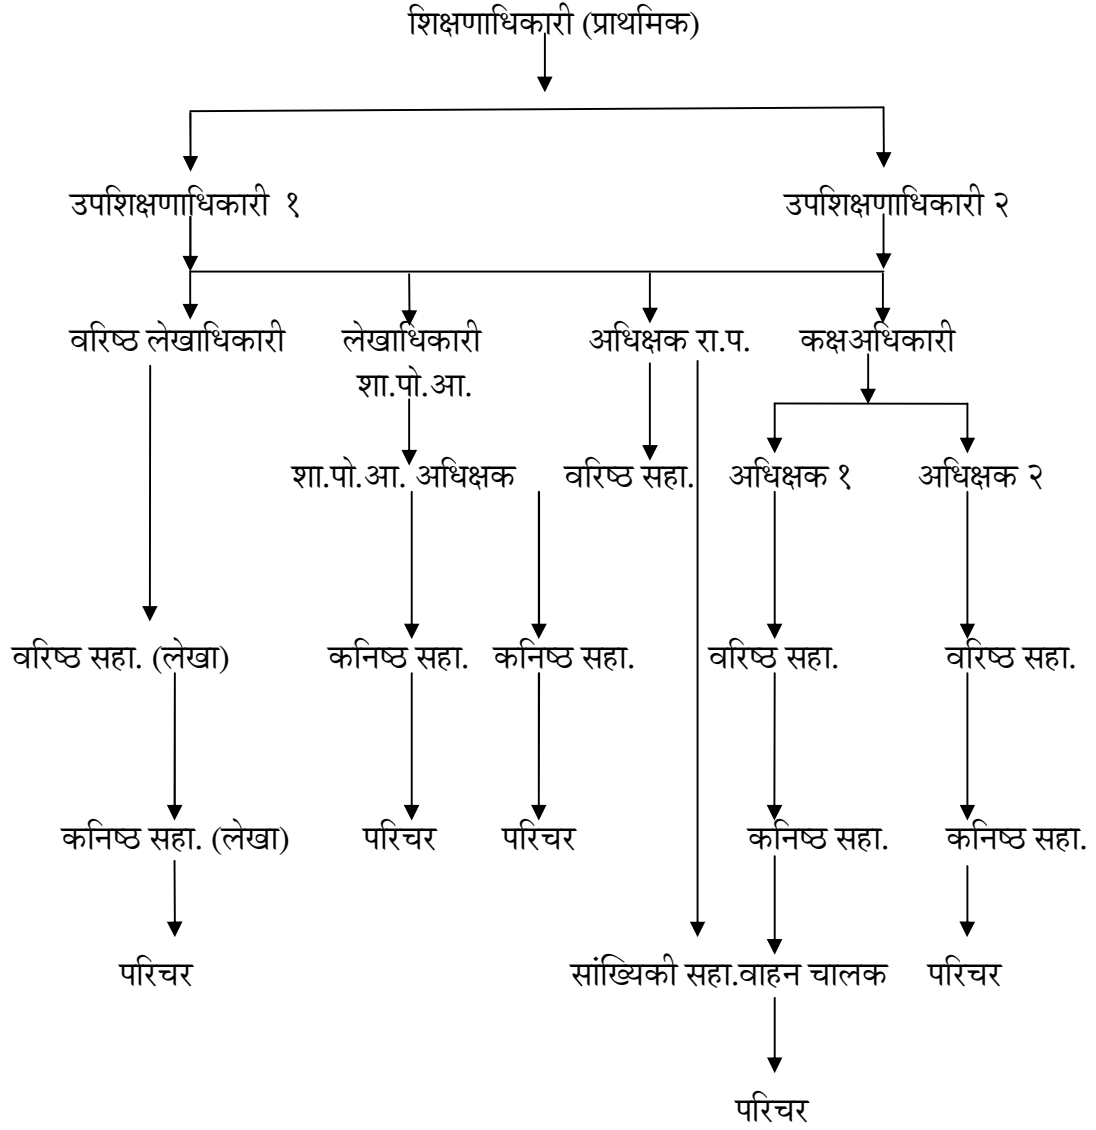 शिक्षणाधिकारी (प्राथमिक)
उपशिक्षणाधिकारी १ उपशिक्षणाधिकारी २
वरिष्ठ लेखाधिकारी लेखाधिकारी अधिक्षक रा.प. कक्षअधिकारी
शा.पो.आ.
शा.पो.आ. अधिक्षक वरिष्ठ सहा. अधिक्षक १ अधिक्षक २
वरिष्ठ सहा. (लेखा) कनिष्ठ सहा. कनिष्ठ सहा. वरिष्ठ सहा. वरिष्ठ सहा.
कनिष्ठ सहा. (लेखा) परिचर परिचर कनिष्ठ सहा. कनिष्ठ सहा.
परिचर सांख्यिकी सहा.वाहन चालक परिचर
परिचर